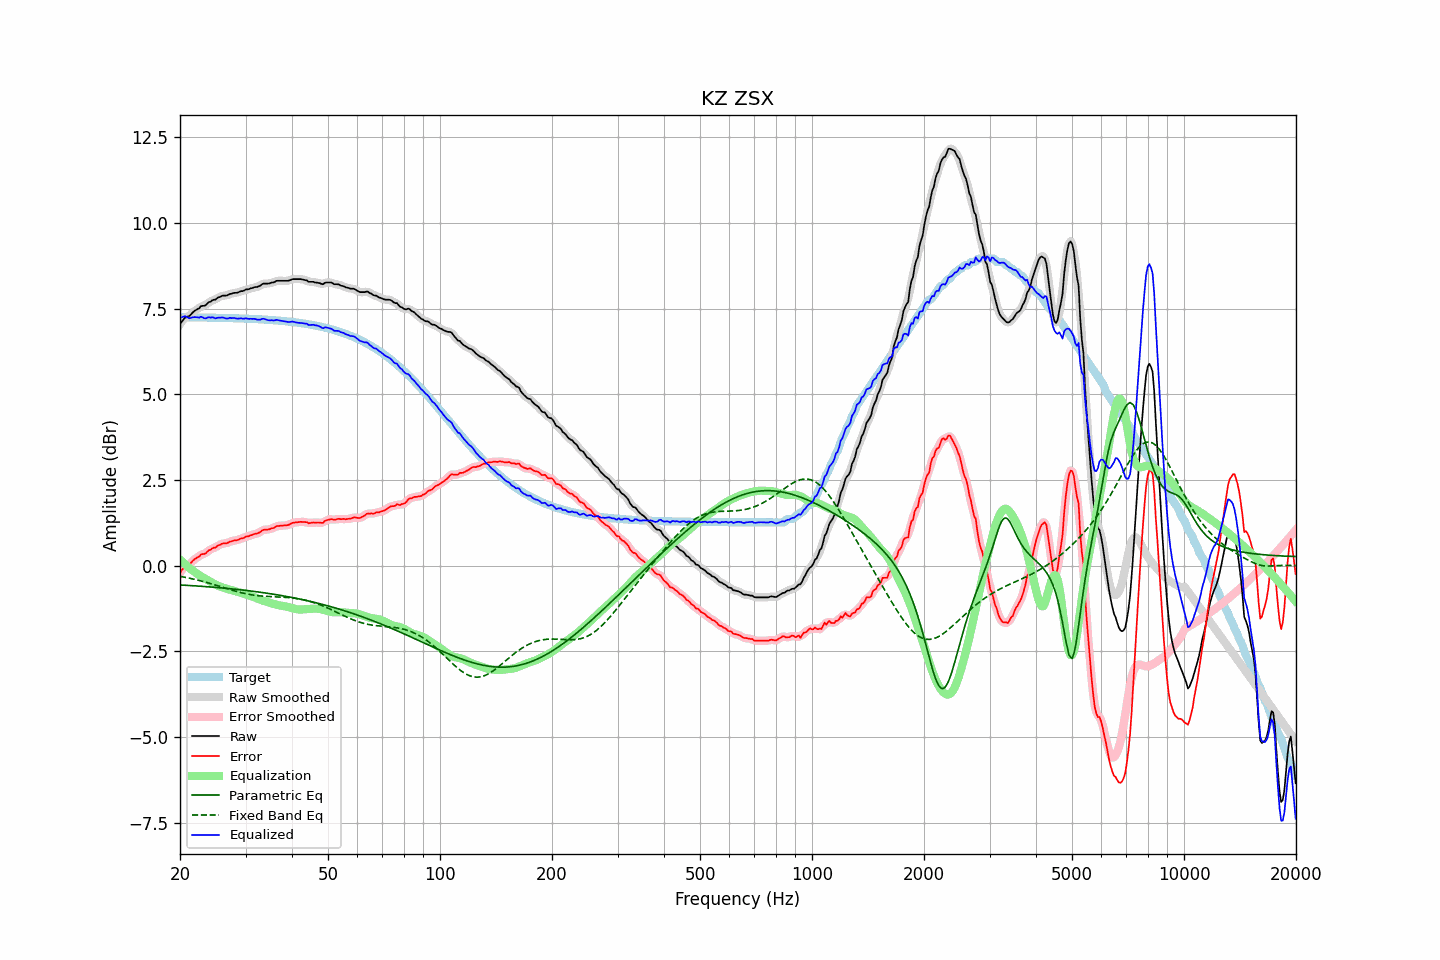 KZ ZSX
12.5
10.0
7.5
5.0
2.5
0.0
−2.5
−5.0
−7.5
Amplitude (dBr)
Target
Raw Smoothed
Error Smoothed
Raw
Error
Equalization
Parametric Eq
Fixed Band Eq
Equalized
20 50 100 200 500 1000 2000 5000 10000 20000
Frequency (Hz)